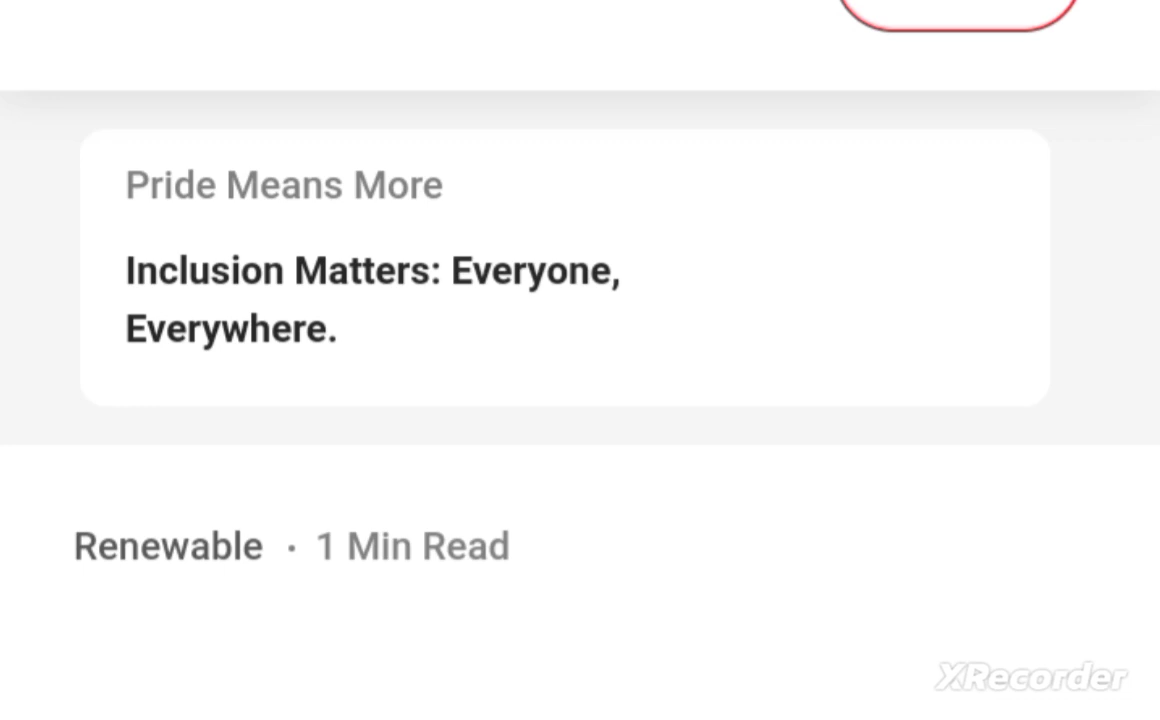 Pride Means More
Inclusion Matters: Everyone,
Everywhere.
Renewable · 1 Min Read
XRecorder